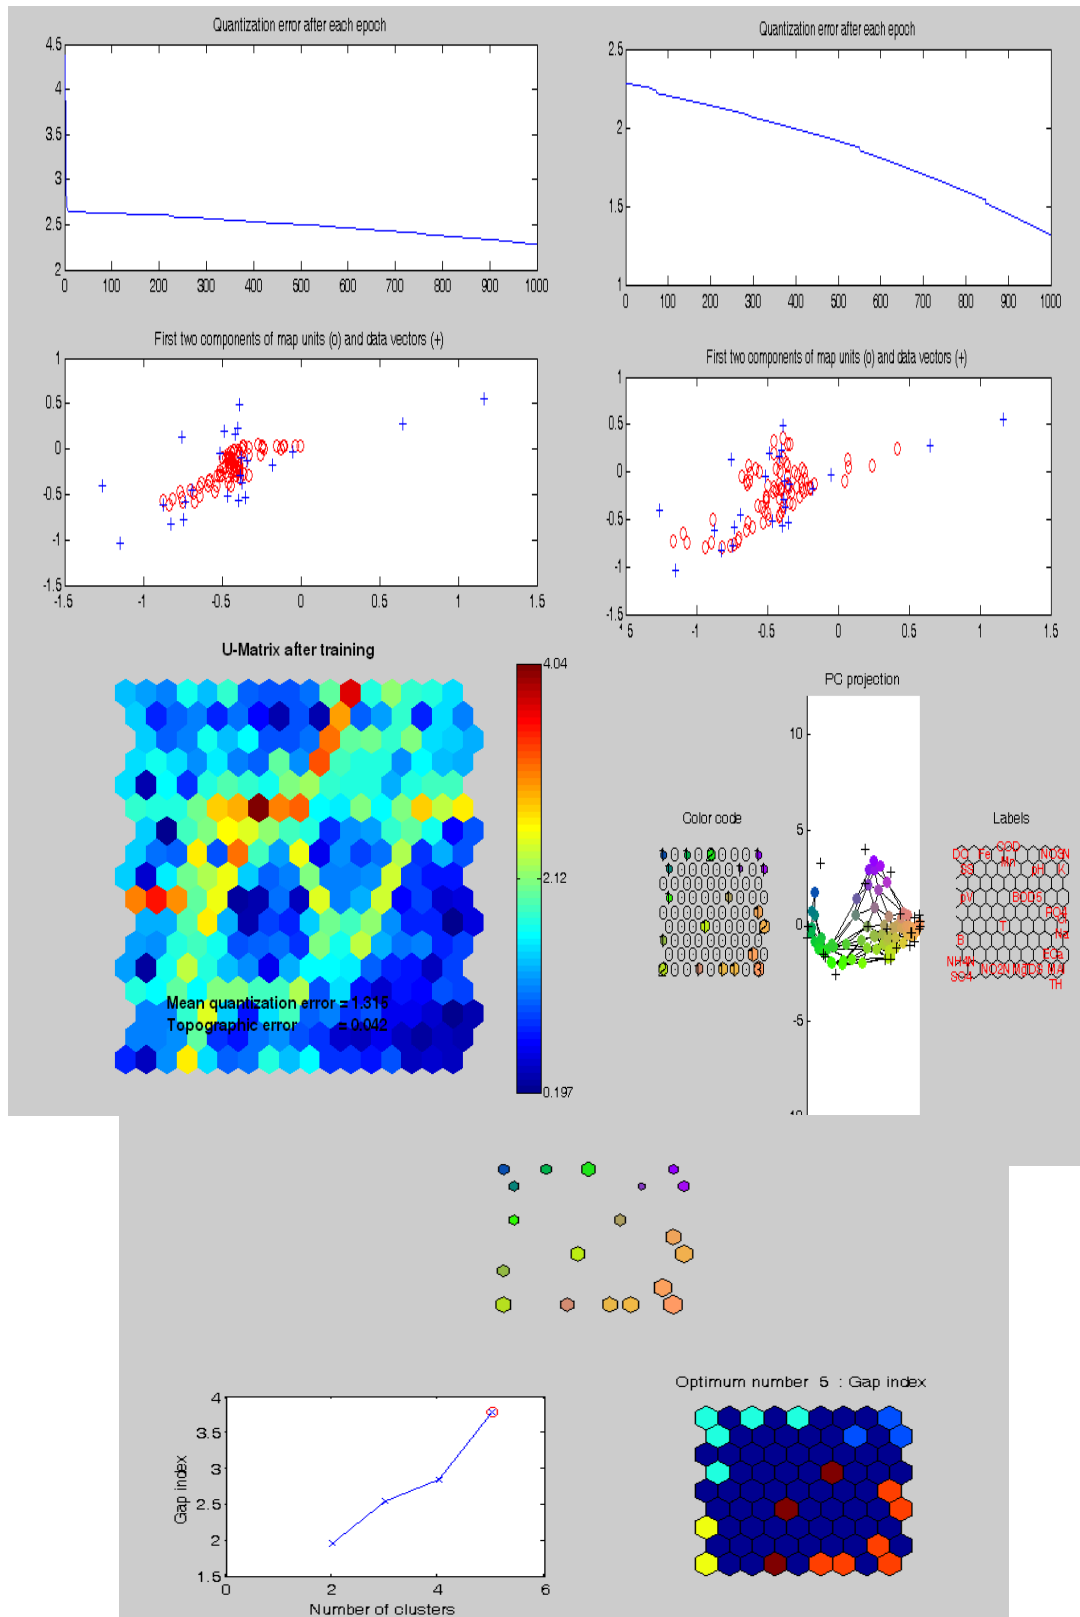 Quantization error after each epoch
4.5
4
3.5
3
2.5
2
0 100 200 300 400 500 600 700 800 900 1000
Quantization error after each epoch
2.5
2
1.5
1
0 100 200 300 400 500 600 700 800 900 1000
First two components of map units (o) and data vectors (+)
1
0.5
0
-0.5
-1
-1.5
-1.5 -1 -0.5 0 0.5 1 1.5
First two components of map units (o) and data vectors (+)
1
0.5
0
-0.5
-1
-1.5
-1 -0.5 0 0.5 1 1.5
U-Matrix after training
4.04
2.12
0.197
Mean quantization error = 1.315
Topographic error = 0.042
PC projection
10
5
0
-5
Color code
Labels
Fe
Mn
pH
K
pV
BOD5
T
Na
B
TH
Gap index
4
3.5
3
2.5
2
1.5
0 2 4 6
Number of clusters
Optimum number 5 : Gap index